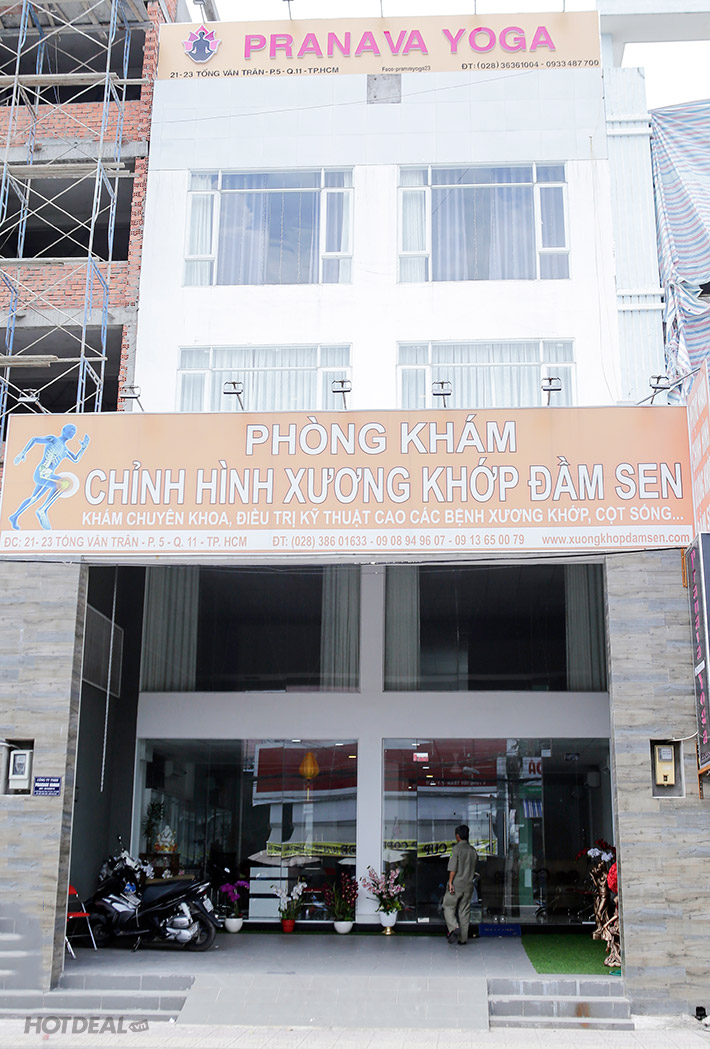 PRANAVA YOGA
21-23 TỐNG VĂN TRÂN - P.5 - Q.11 - TP.HCM
ĐT: (028) 36361004 - 0933 487 700
PHÒNG KHÁM
CHỈNH HÌNH XƯƠNG KHỚP ĐẦM SEN
KHÁM CHUYÊN KHOA, ĐIỀU TRỊ KỸ THUẬT CAO CÁC BỆNH XƯƠNG KHỚP, CỘT SỐNG...
ĐC: 21-23 TỐNG VĂN TRÂN - P, 5 - Q. 11 - TP. HCM ĐT: (028) 386 01633 - 09 08 94 96 07 - 09 13 65 00 79 www.xuongkhopdamsen.com
HOTDEAL.vn